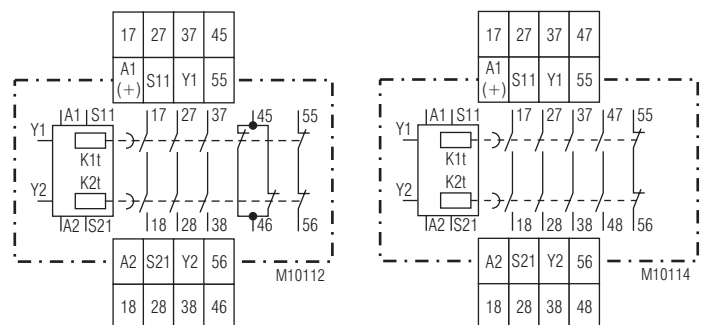 17 27 37 45
A1 (+) S11 Y1 55
A1 S11 17 27 37 45 55
Y1
K1t
K2t
Y2
A2 S21 18 28 38 46 56
A2 S21 Y2 56
M10112
18 28 38 46
17 27 37 47
A1 (+) S11 Y1 55
A1 S11 17 27 37 47 55
Y1
K1t
K2t
Y2
A2 S21 18 28 38 48 56
A2 S21 Y2 56
M10114
18 28 38 48